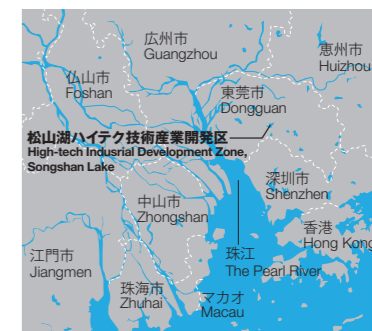 広州市
Guangzhou
惠州市
Huizhou
仏山市
Foshan
東莞市
Dongguan
松山湖ハイテク技術産業開発区
High-tech Indusrial Development Zone,
Songshan Lake
深圳市
Shenzhen
中山市
Zhongshan
香港
Hong Kong
江門市
Jiangmen
珠江
The Pearl River
珠海市
Zhuhai
マカオ
Macau